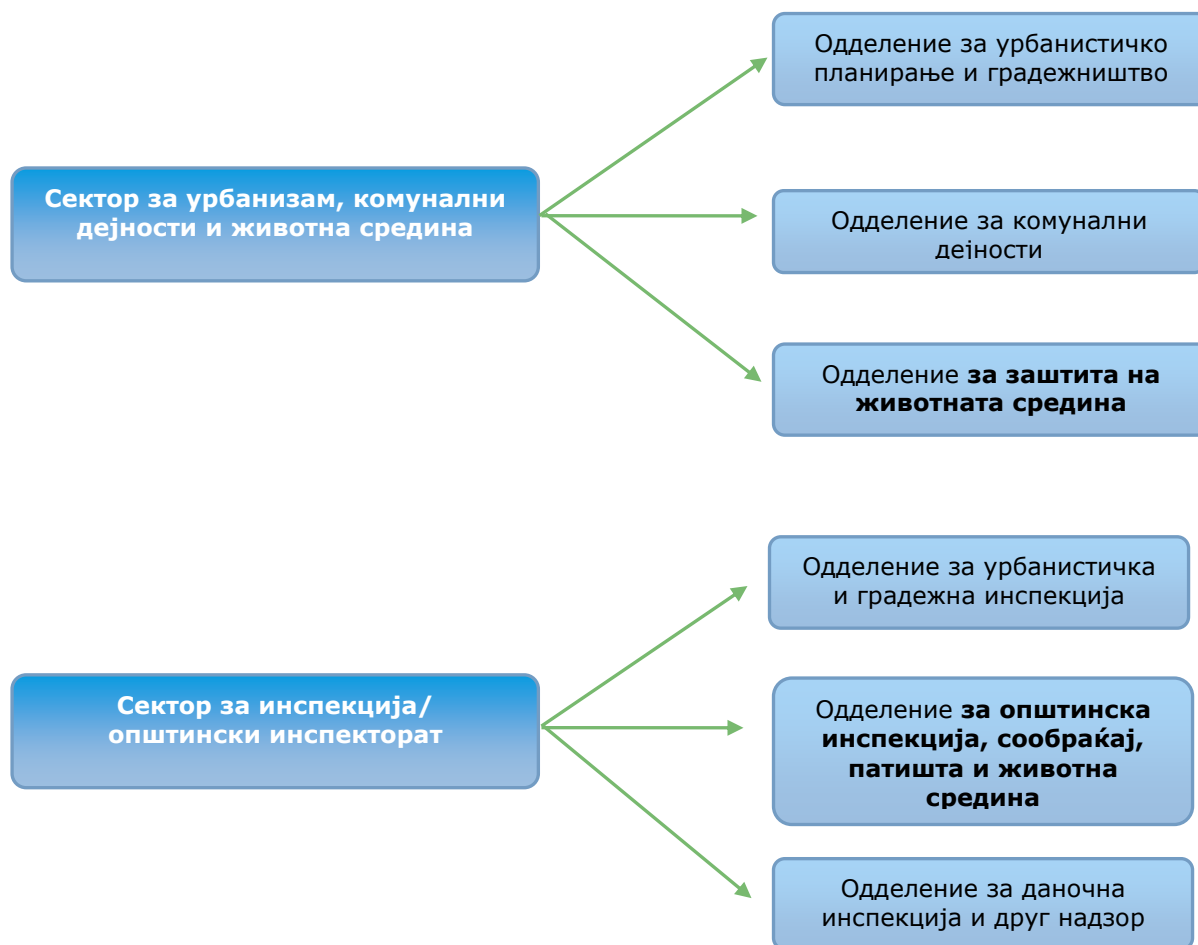 Одделение за урбанистичко
планирање и градежништво
Сектор за урбанизам, комунални
дејности и животна средина
Одделение за комунални
дејности
Одделение за заштита на
животната средина
Одделение за урбанистичка
и градежна инспекција
Сектор за инспекција/
општински инспекторат
Одделение за општинска
инспекција, сообраќај,
патишта и животна
средина
Одделение за даночна
инспекција и друг надзор